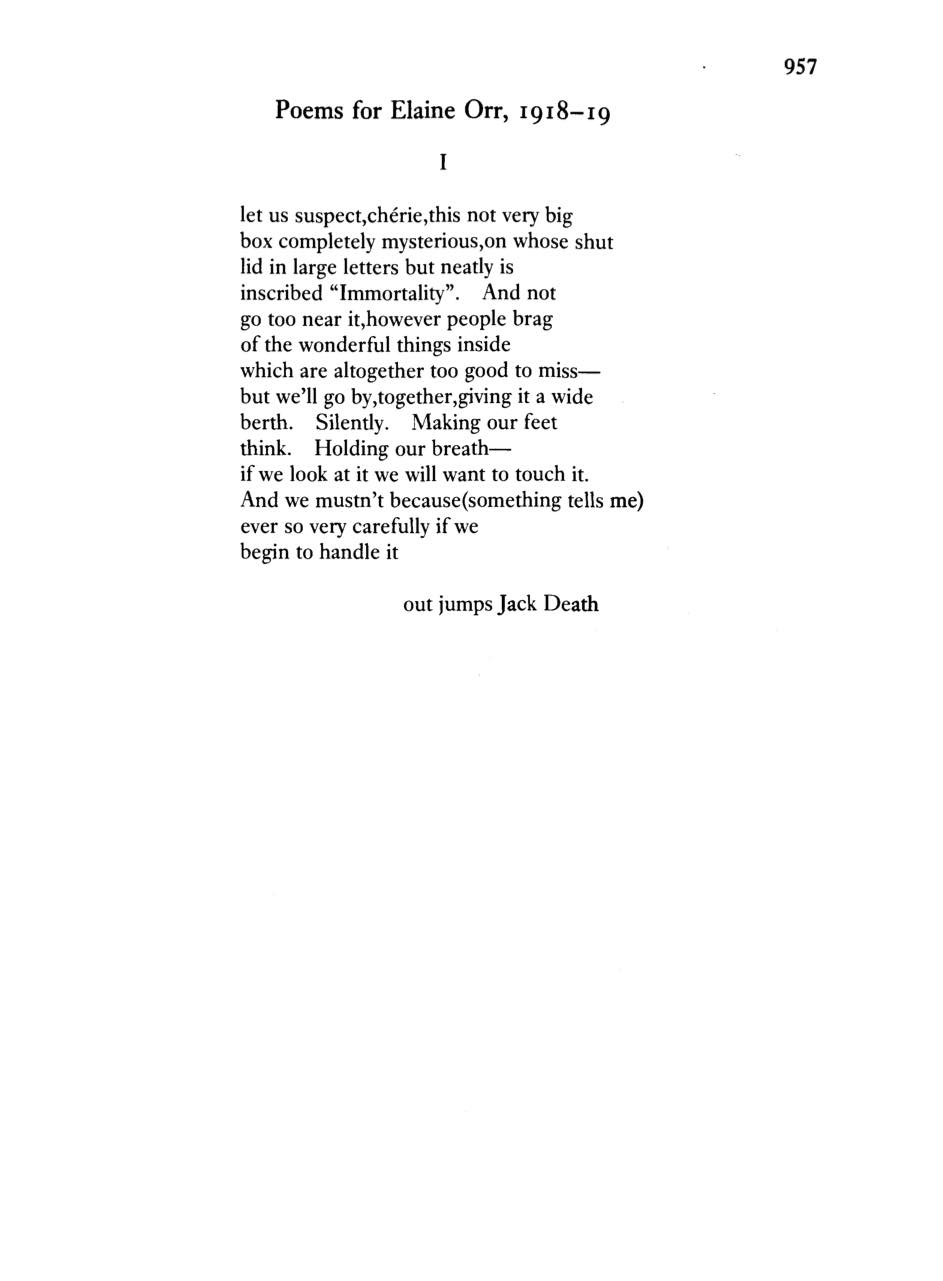 957
Poems for Elaine Orr, 1918–19
I
let us suspect,chérie,this not very big
box completely mysterious,on whose shut
lid in large letters but neatly is
inscribed “Immortality”.   And not
go too near it,however people brag
of the wonderful things inside
which are altogether too good to miss—
but we’ll go by,together,giving it a wide
berth.   Silently.   Making our feet
think.   Holding our breath—
if we look at it we will want to touch it.
And we mustn’t because(something tells me)
ever so very carefully if we
begin to handle it
out jumps Jack Death